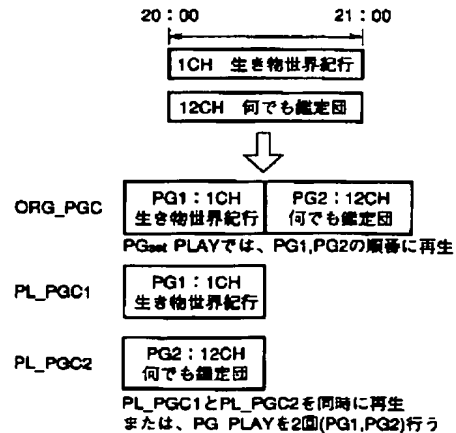 20：00 21：00
1CH 生き物世界紀行
12CH 何でも鑑定団
ORG_PGC
PG1：1CH
生き物世界紀行
PG2：12CH
何でも鑑定団
PGset PLAYでは、PG1,PG2の順番に再生
PL_PGC1
PG1：1CH
生き物世界紀行
PL_PGC2
PG2：12CH
何でも鑑定団
PL_PGC1とPL_PGC2を同時に再生
または、PG PLAYを2回(PG1,PG2)行う